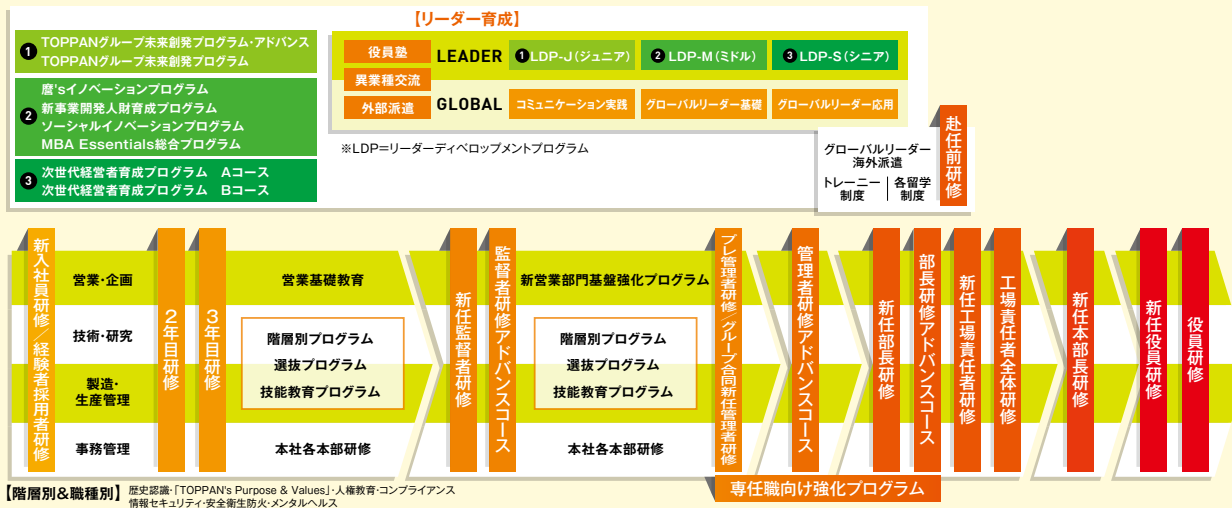 【リーダー育成】
❶ TOPPANグループ未来創発プログラム・アドバンス
TOPPANグループ未来創発プログラム
❷ 麿'sイノベーションプログラム
新事業開発人財育成プログラム
ソーシャルイノベーションプログラム
MBA Essentials総合プログラム
❸ 次世代経営者育成プログラム Aコース
次世代経営者育成プログラム Bコース
役員塾
異業種交流
外部派遣
LEADER
❶LDP-J(ジュニア)
❷LDP-M(ミドル)
❸LDP-S(シニア)
GLOBAL
コミュニケーション実践
グローバルリーダー基礎
グローバルリーダー応用
※LDP=リーダーディベロップメントプログラム
グローバルリーダー
海外派遣
トレーニー
制度
各留学
制度
赴任前研修
新入社員研修/経験者採用者研修
営業・企画
技術・研究
製造・
生産管理
事務管理
2年目研修
3年目研修
営業基礎教育
階層別プログラム
選抜プログラム
技能教育プログラム
本社各本部研修
新任監督者研修
監督者研修アドバンスコース
新営業部門基盤強化プログラム
階層別プログラム
選抜プログラム
技能教育プログラム
本社各本部研修
プレ管理者研修/グループ合同新任管理者研修
管理者研修アドバンスコース
新任部長研修
部長研修アドバンスコース
新任工場責任者研修
工場責任者全体研修
新任本部長研修
新任役員研修
役員研修
専任職向け強化プログラム
【階層別&職種別】 歴史認識・「TOPPAN's Purpose & Values」・人権教育・コンプライアンス
情報セキュリティ・安全衛生防火・メンタルヘルス